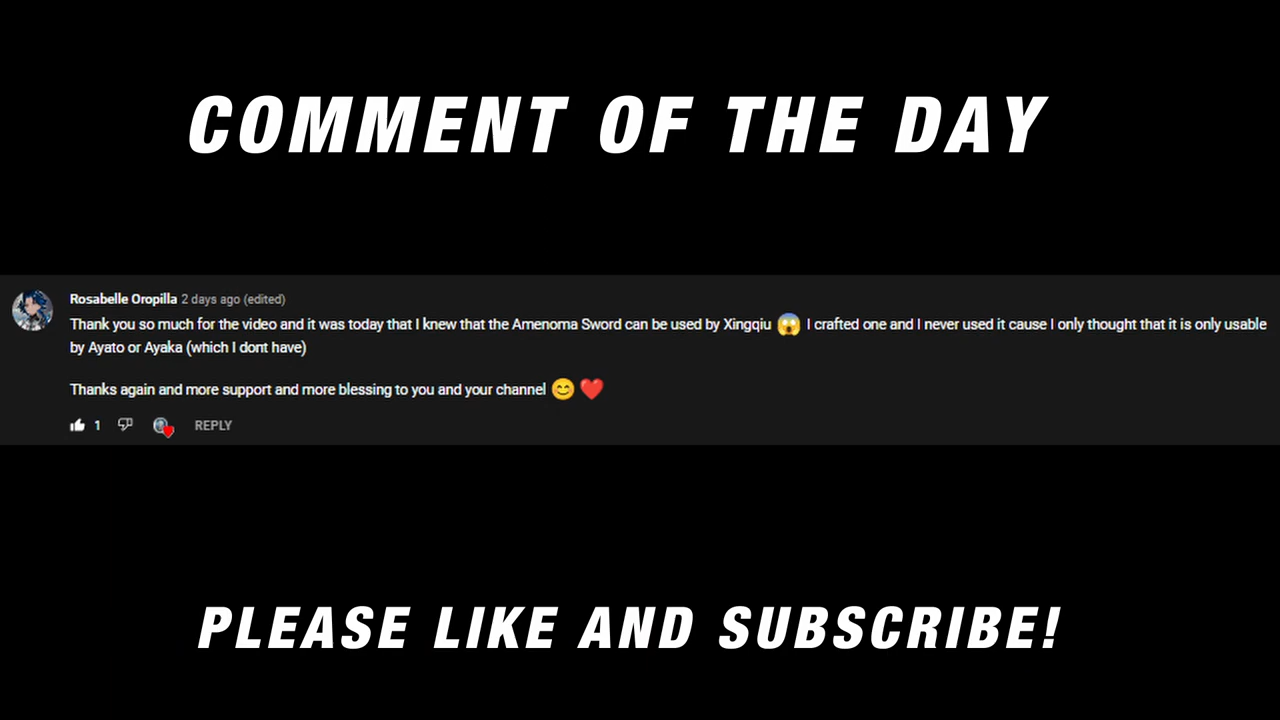 COMMENT OF THE DAY
Rosabelle Oropilla 2 days ago (edited)
Thank you so much for the video and it was today that I knew that the Amenoma Sword can be used by Xingqiu 😱 I crafted one and I never used it cause I only thought that it is only usable
by Ayato or Ayaka (which I dont have)
Thanks again and more support and more blessing to you and your channel 😊 ❤️
1 REPLY
PLEASE LIKE AND SUBSCRIBE!